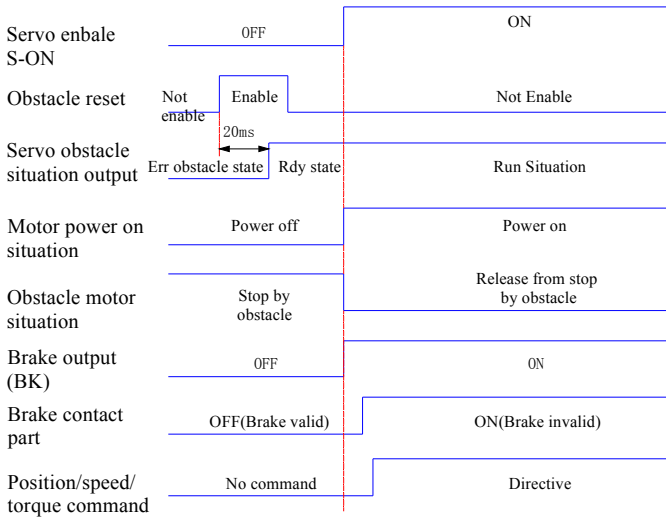 Servo enbale
S-ON
OFF
ON
Obstacle reset
Not
enable
Enable
Not Enable
20ms
Servo obstacle
situation output
Err obstacle state
Rdy state
Run Situation
Motor power on
situation
Power off
Power on
Obstacle motor
situation
Stop by
obstacle
Release from stop
by obstacle
Brake output
(BK)
OFF
ON
Brake contact
part
OFF(Brake valid)
ON(Brake invalid)
Position/speed/
torque command
No command
Directive